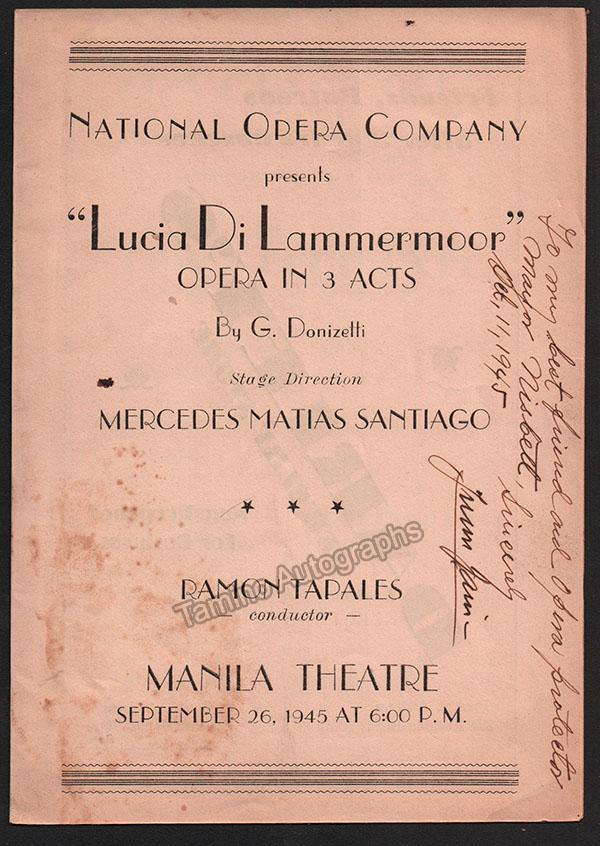 NATIONAL OPERA COMPANY
presents
"Lucia Di Lammermoor"
OPERA IN 3 ACTS
By G. Donizetti
Stage Direction
MERCEDES MATIAS SANTIAGO
RAMON TAPALES
— conductor —
MANILA THEATRE
SEPTEMBER 26, 1945 AT 6:00 P. M.
To my best friend and Opera protector
Mayor Nisbett, Sincerely
Oct, 11, 1945
Tamino Autographs